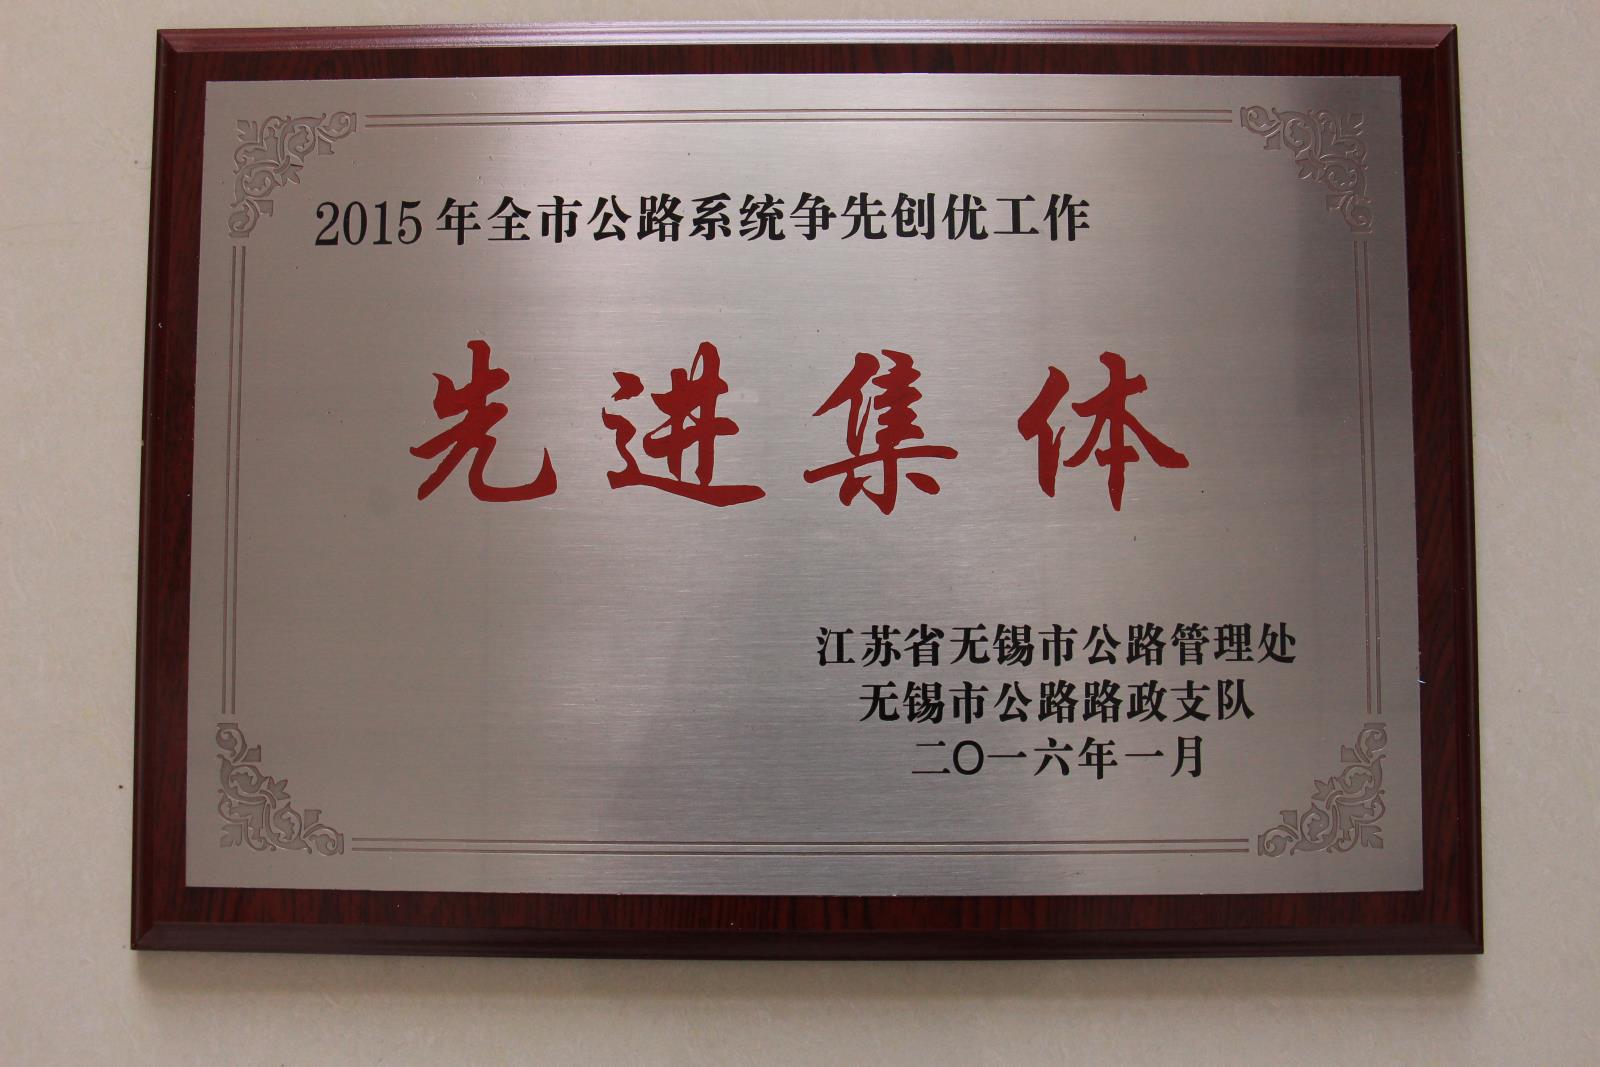 2015年全市公路系统争先创优工作
先进集体
江苏省无锡市公路管理处
无锡市公路路政支队
二〇一六年一月